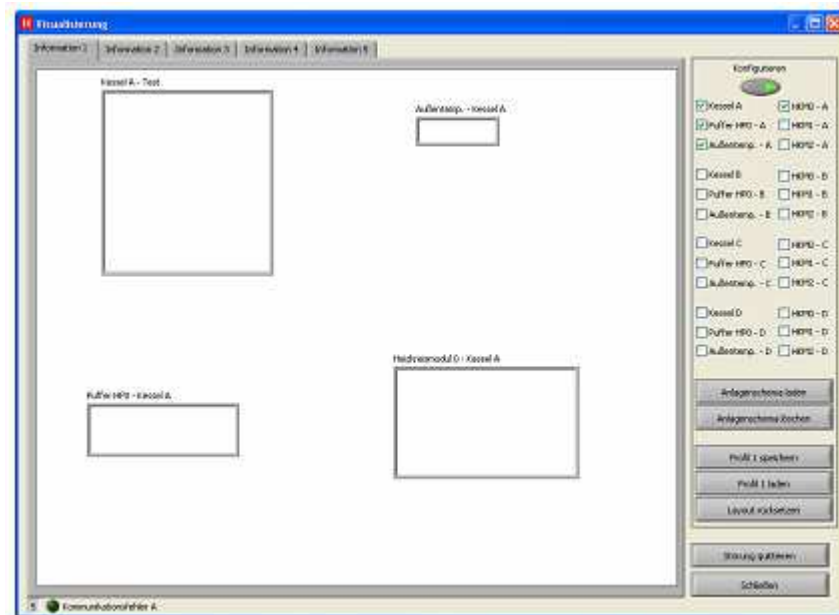 Visualisierung
Information 1 Information 2 Information 3 Information 4 Information 5
Kessel A - Test
Außentemp. - Kessel A
Heizkreismodul 0 - Kessel A
Puffer HP0 - Kessel A
Konfigurieren
Kessel A HKM0 - A
Puffer HP0 - A HKM1 - A
Außentemp. - A HKM2 - A
Kessel B HKM0 - B
Puffer HP0 - B HKM1 - B
Außentemp. - B HKM2 - B
Kessel C HKM0 - C
Puffer HP0 - C HKM1 - C
Außentemp. - C HKM2 - C
Kessel D HKM0 - D
Puffer HP0 - D HKM1 - D
Außentemp. - D HKM2 - D
Anlagenschema laden
Anlagenschema löschen
Profil 1 speichern
Profil 1 laden
Layout rücksetzen
Störung quittieren
Schließen
Kommunikationsfehler A